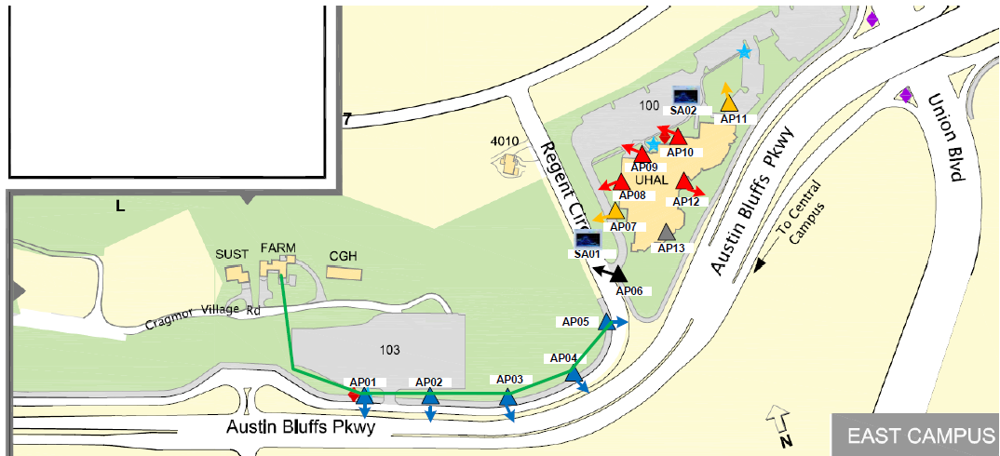 7
L
4010
100
SA02
AP11
AP10
AP09
UHAL
AP08
AP12
AP07
AP13
SA01
AP06
AP05
AP04
AP03
AP02
AP01
Regent Circ
Austin Bluffs Pkwy
Union Blvd
To Central
Campus
SUST
FARM
CGH
Cragmor Village Rd
103
Austin Bluffs Pkwy
N
EAST CAMPUS